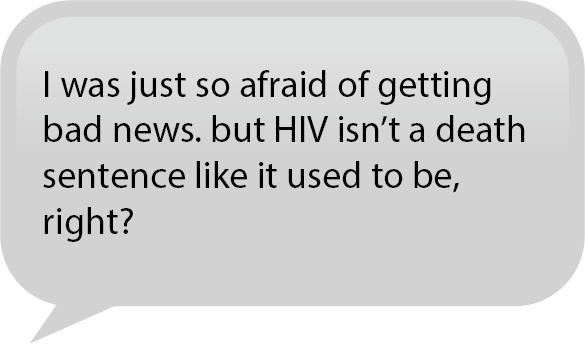 I was just so afraid of getting
bad news. but HIV isn’t a death
sentence like it used to be,
right?